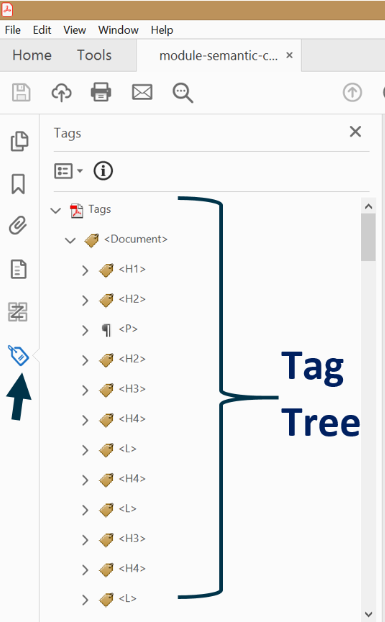 File Edit View Window Help
Home Tools module-semantic-c... ×
Tags
Tags
<Document>
<H1>
<H2>
<P>
<H2>
<H3>
<H4>
<L>
<H4>
<L>
<H3>
<H4>
<L>
Tag
Tree